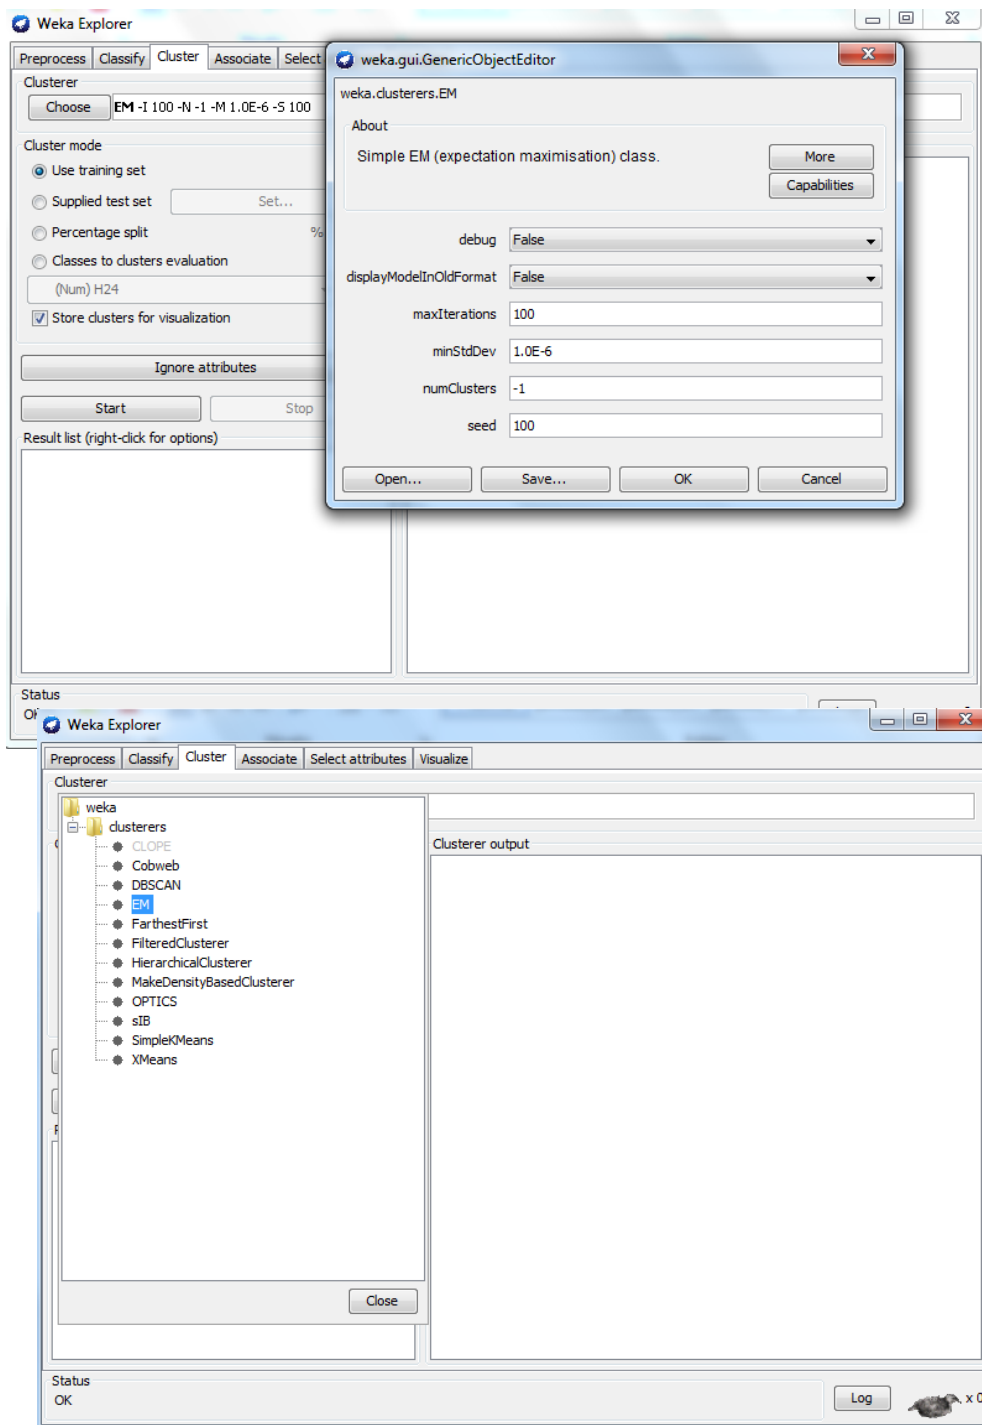 Weka Explorer
Preprocess Classify Cluster Associate Select
Clusterer
Choose EM -I 100 -N -1 -M 1.0E-6 -S 100
Cluster mode
Use training set
Supplied test set Set...
Percentage split %
Classes to clusters evaluation
(Num) H24
Store clusters for visualization
Ignore attributes
Start Stop
Result list (right-click for options)
Status
weka.gui.GenericObjectEditor
weka.clusterers.EM
About
Simple EM (expectation maximisation) class.
More
Capabilities
debug False
displayModelInOldFormat False
maxIterations 100
minStdDev 1.0E-6
numClusters -1
seed 100
Open... Save... OK Cancel
Weka Explorer
Preprocess Classify Cluster Associate Select attributes Visualize
Clusterer
weka
clusterers
CLOPE
Cobweb
DBSCAN
EM
FarthestFirst
FilteredClusterer
HierarchicalClusterer
MakeDensityBasedClusterer
OPTICS
sIB
SimpleKMeans
XMeans
Close
Clusterer output
Status
OK
Log x 0